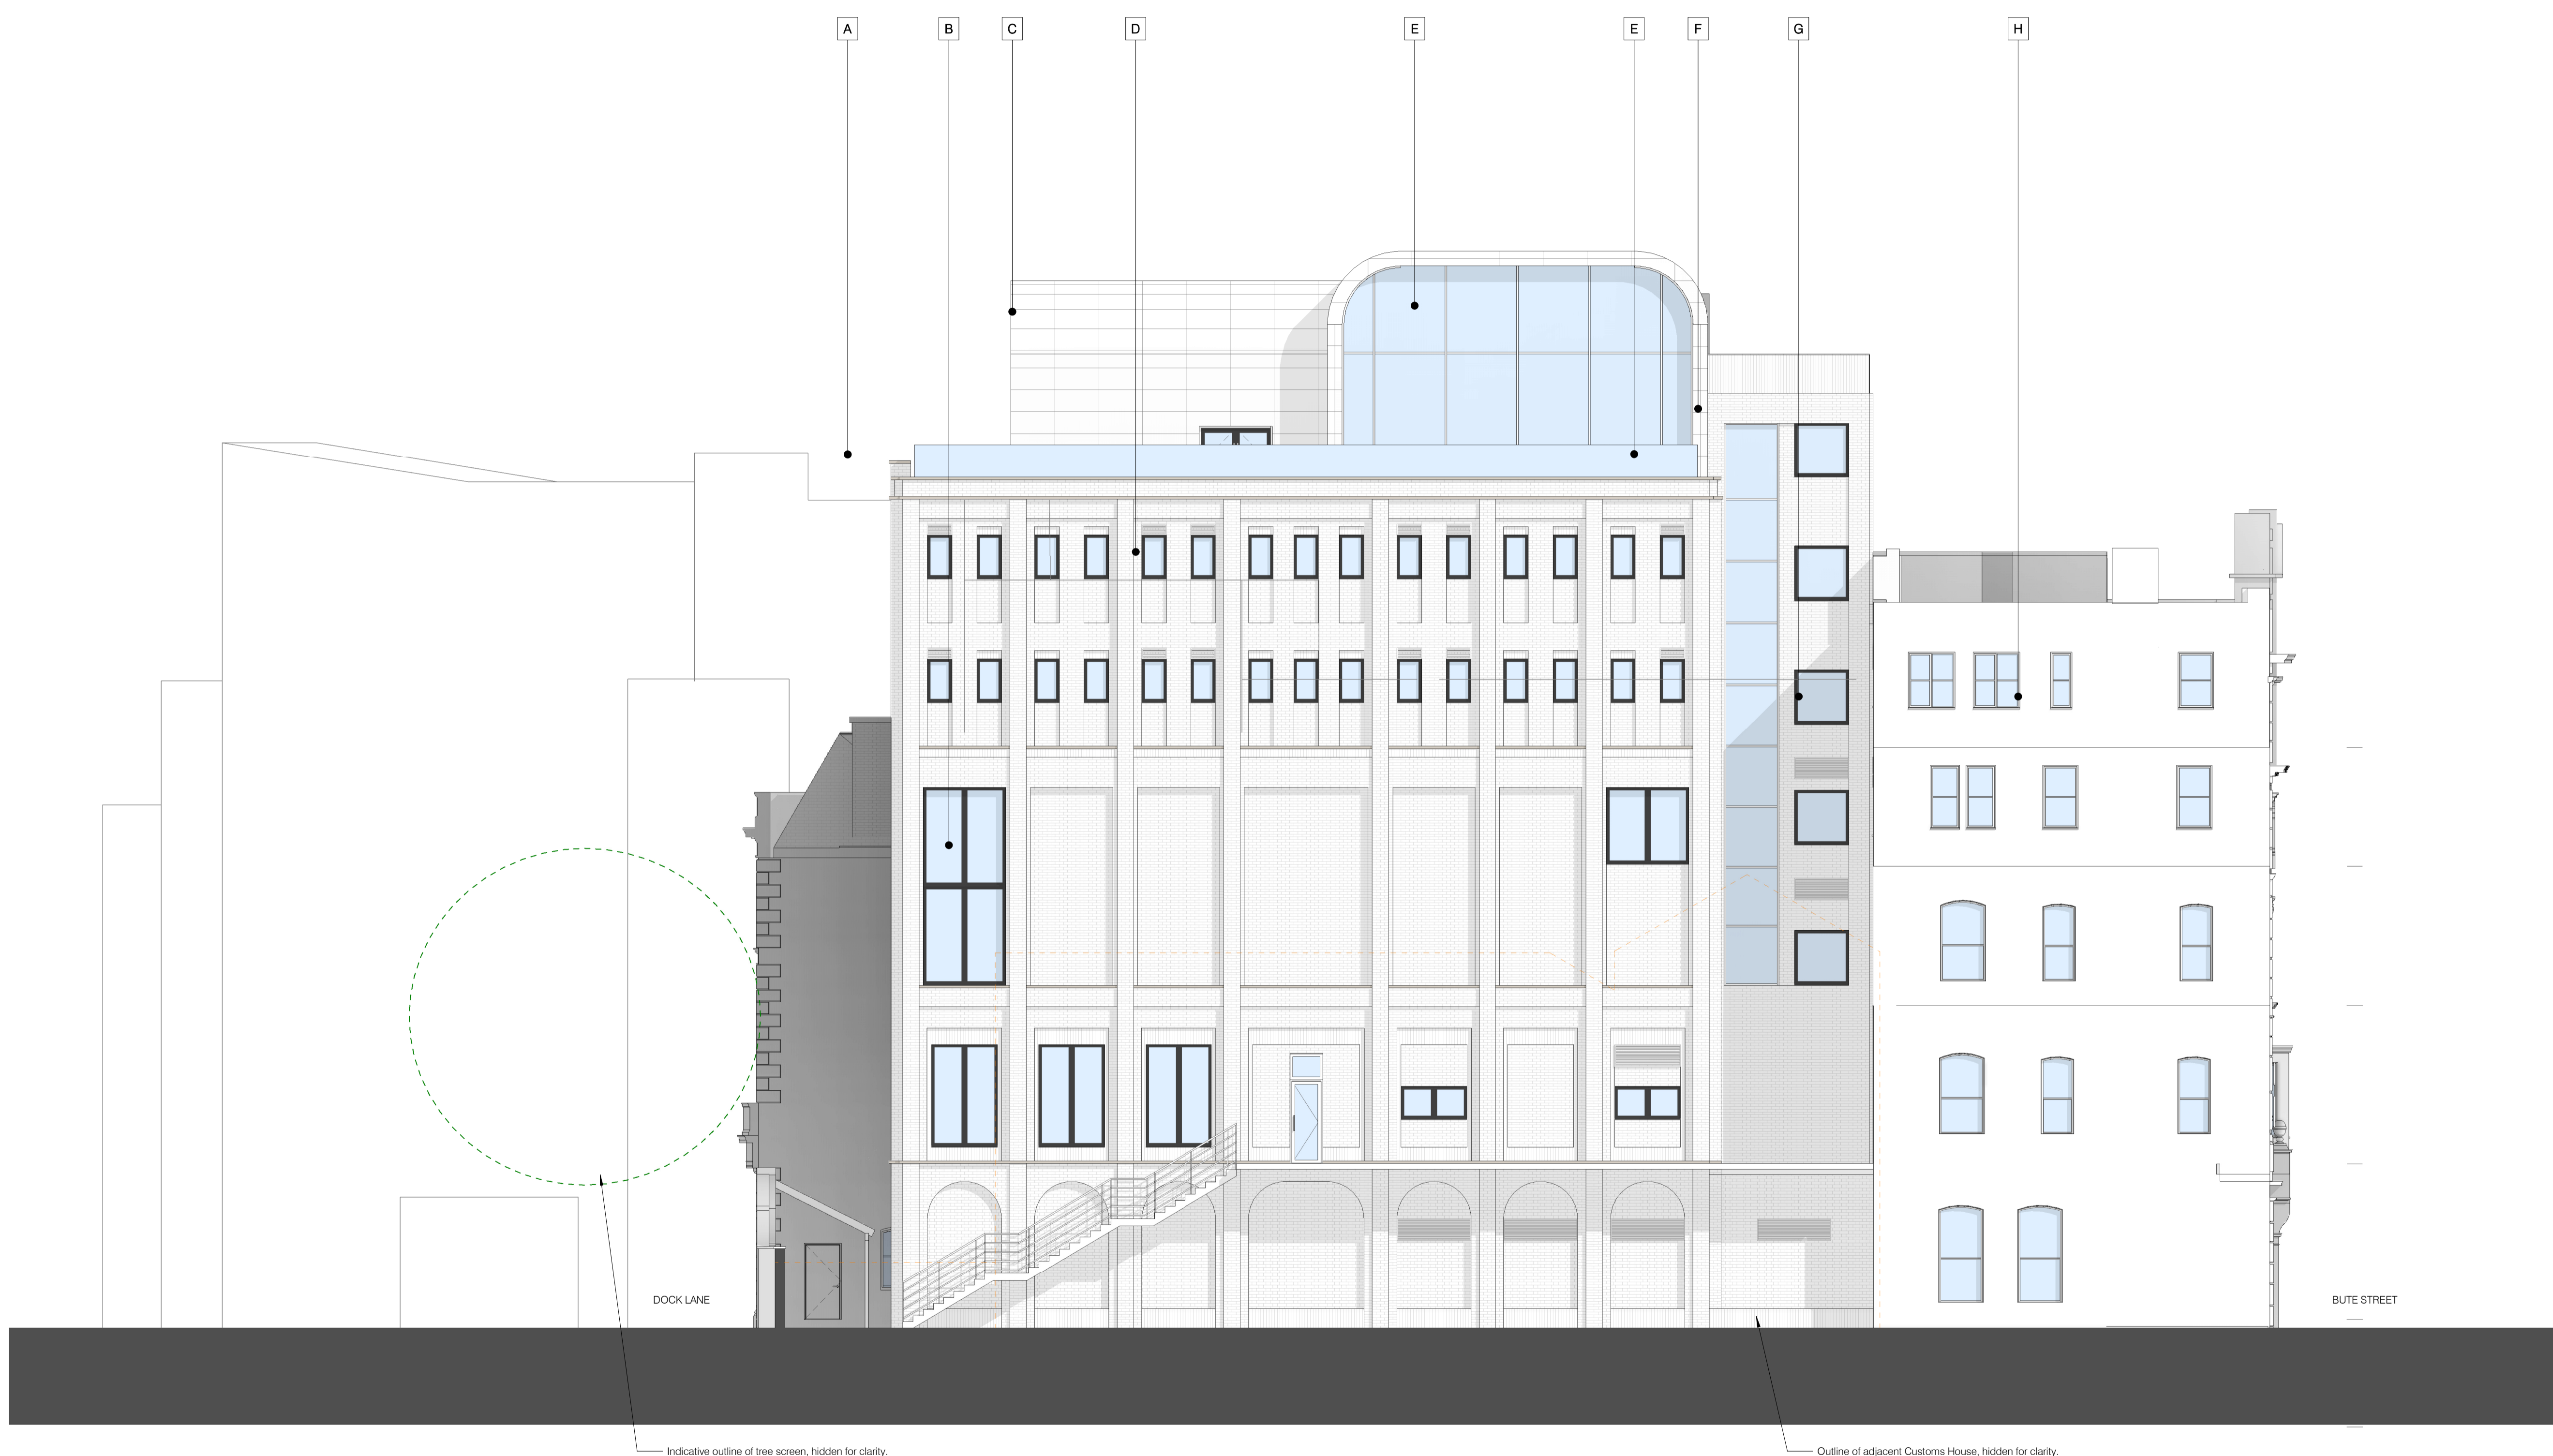 A
B
C
D
E
E
F
G
H
DOCK LANE
BUTE STREET
Indicative outline of tree screen, hidden for clarity.
Outline of adjacent Customs House, hidden for clarity.